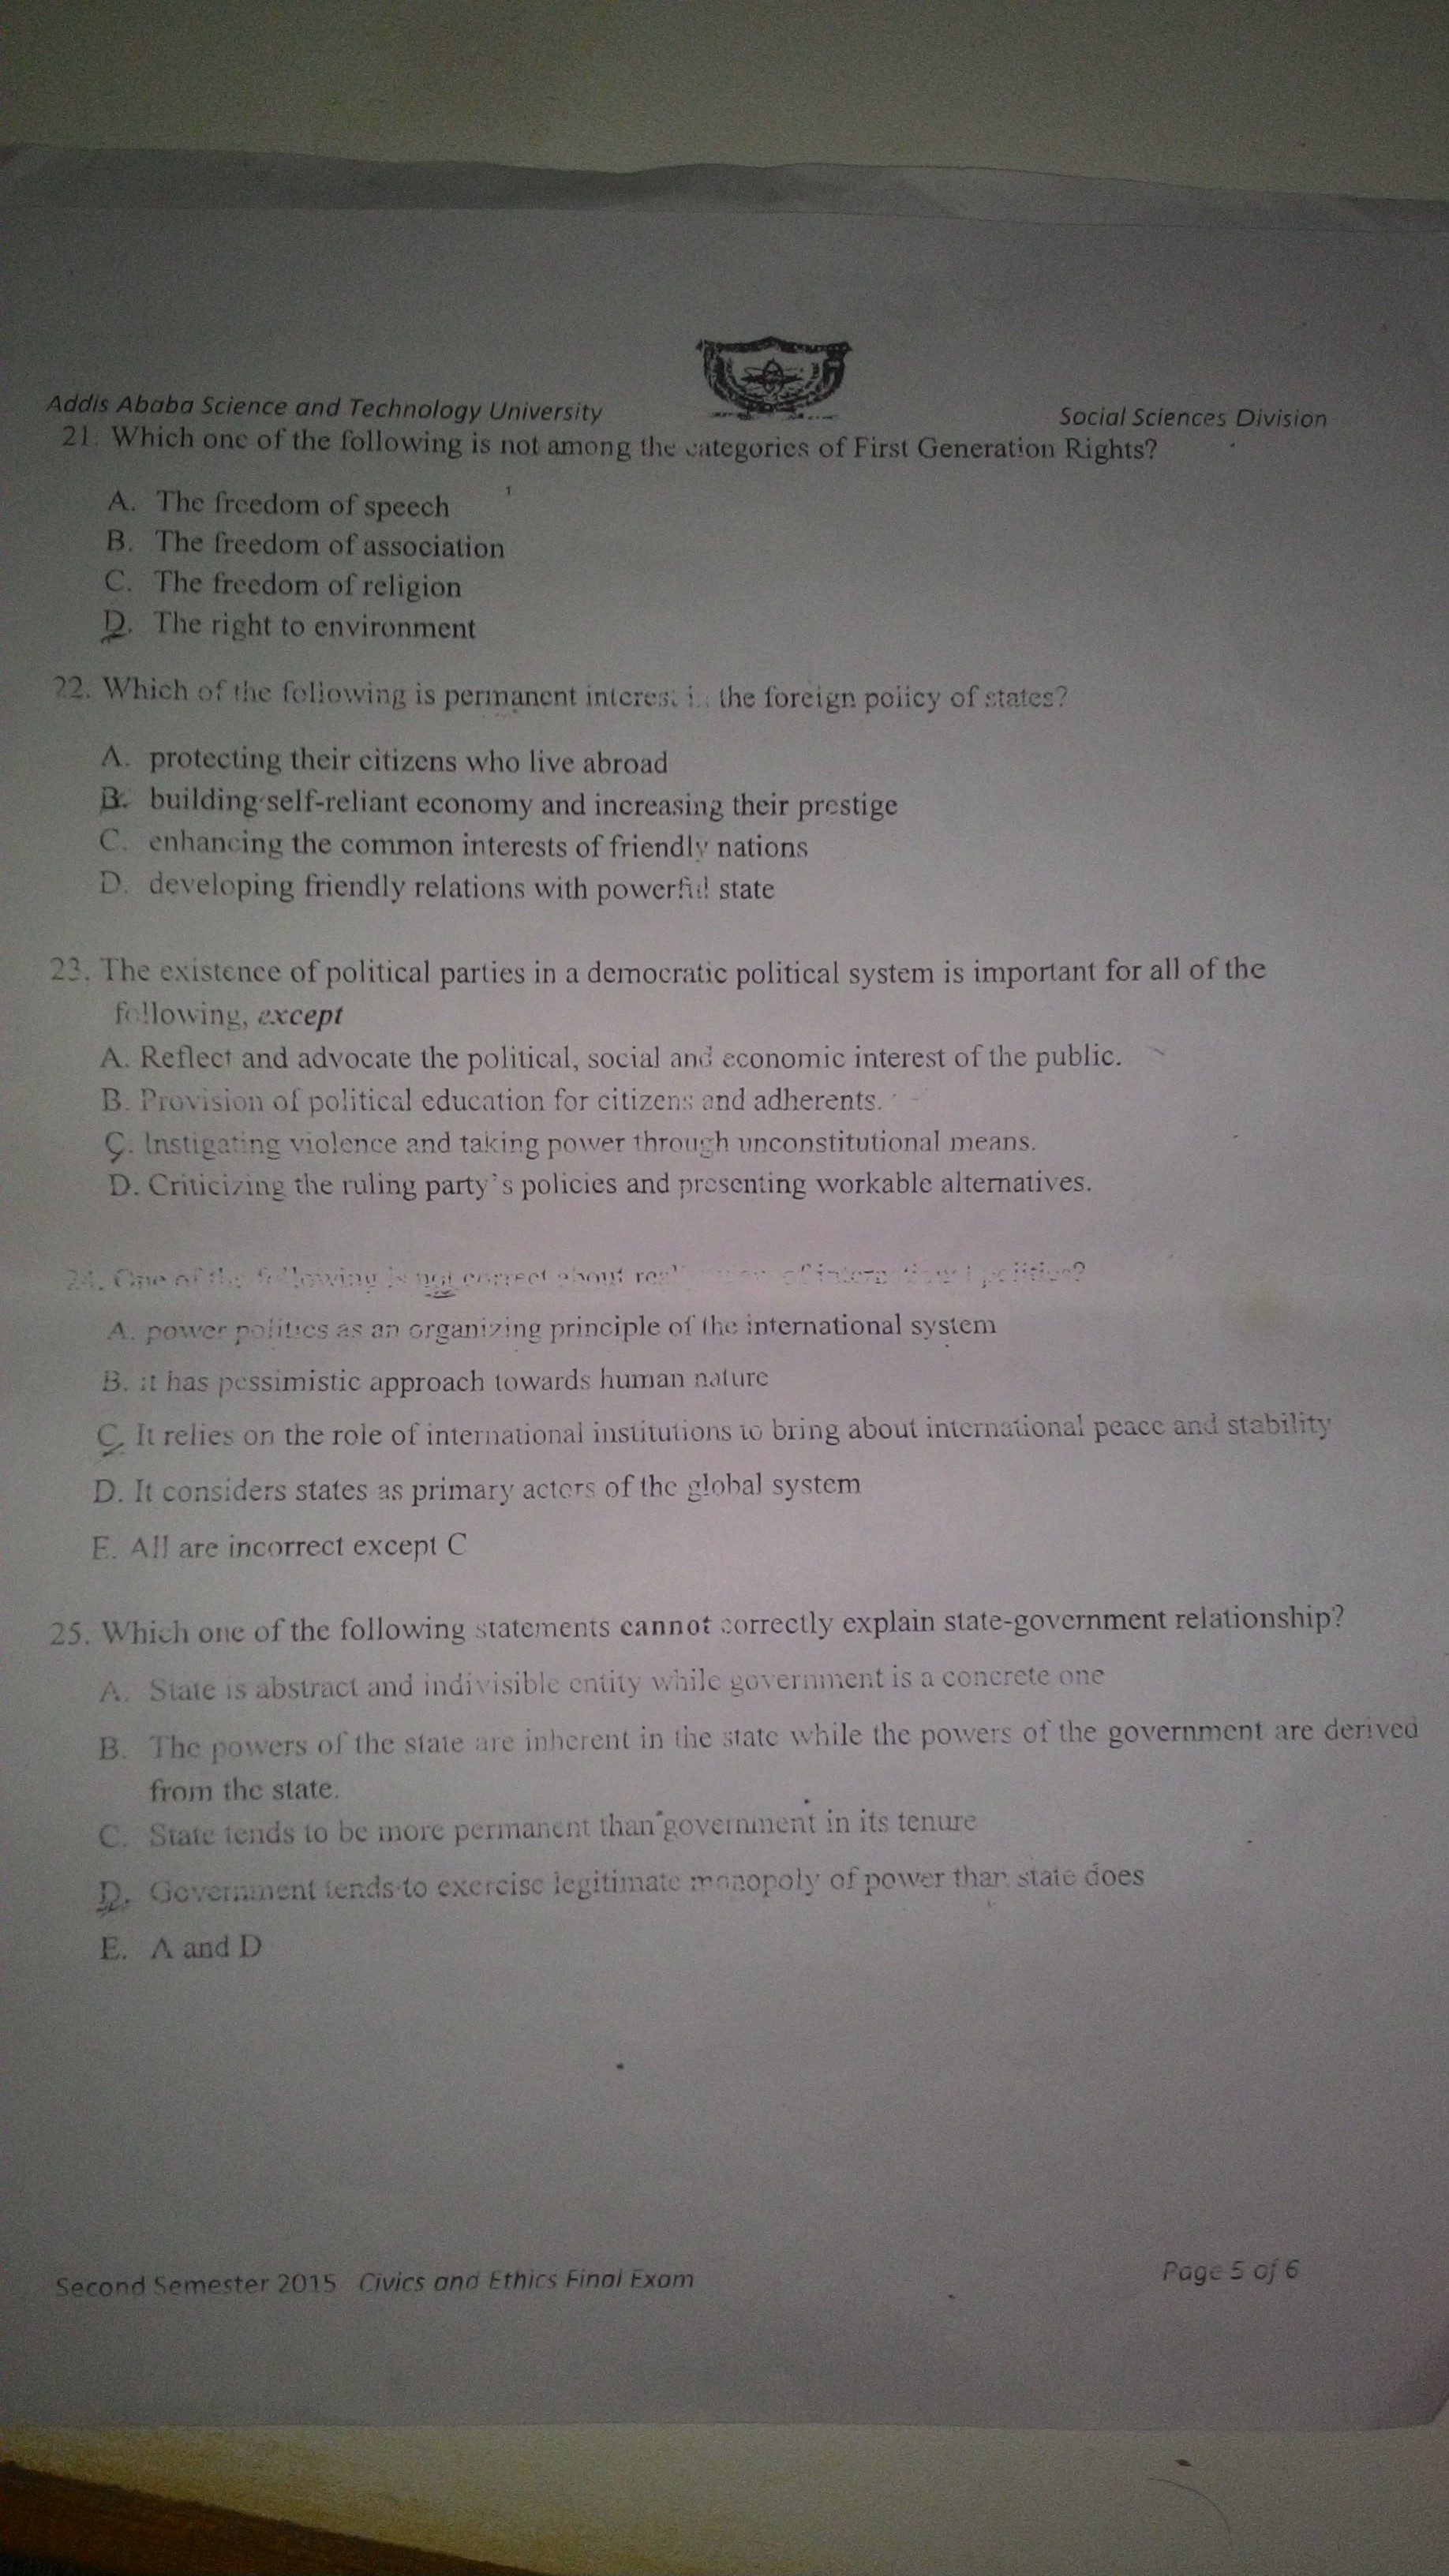 Addis Ababa Science and Technology University
Social Sciences Division
21. Which one of the following is not among the categories of First Generation Rights?
A. The freedom of speech
B. The freedom of association
C. The freedom of religion
D. The right to environment
22. Which of the following is permanent interest in the foreign policy of states?
A. protecting their citizens who live abroad
B. building self-reliant economy and increasing their prestige
C. enhancing the common interests of friendly nations
D. developing friendly relations with powerful state
23. The existence of political parties in a democratic political system is important for all of the
following, except
A. Reflect and advocate the political, social and economic interest of the public.
B. Provision of political education for citizens and adherents.
C. Instigating violence and taking power through unconstitutional means.
D. Criticizing the ruling party's policies and presenting workable alternatives.
24. One of the following is not correct about of international politics?
A. power politics as an organizing principle of the international system
B. it has pessimistic approach towards human nature
C. It relies on the role of international institutions to bring about international peace and stability
D. It considers states as primary actors of the global system
E. All are incorrect except C
25. Which one of the following statements cannot correctly explain state-government relationship?
A. State is abstract and indivisible entity while government is a concrete one
B. The powers of the state are inherent in the state while the powers of the government are derived
from the state.
C. State tends to be more permanent than government in its tenure
D. Government tends to exercise legitimate monopoly of power than state does
E. A and D
Second Semester 2015 Civics and Ethics Final Exam
Page 5 of 6